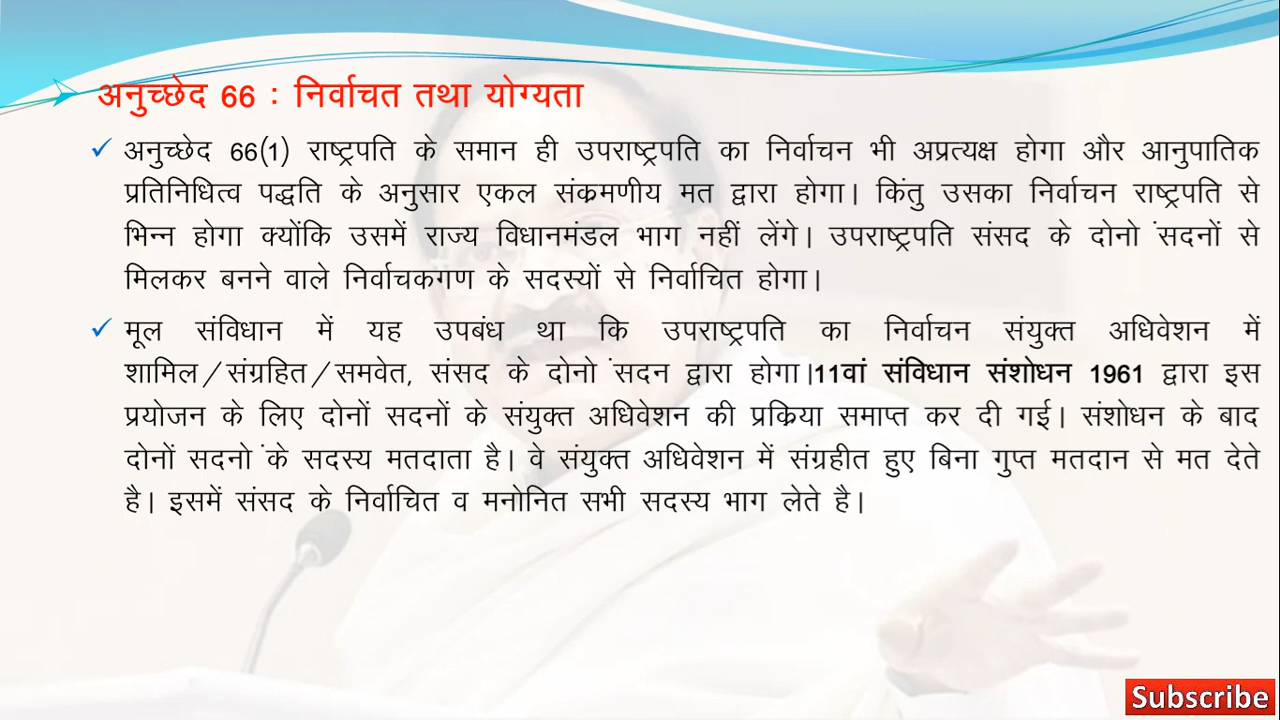 अनुच्छेद 66 : निर्वाचत तथा योग्यता
अनुच्छेद 66(1) राष्ट्रपति के समान ही उपराष्ट्रपति का निर्वाचन भी अप्रत्यक्ष होगा और आनुपातिक
प्रतिनिधित्व पद्धति के अनुसार एकल संक्रमणीय मत द्वारा होगा। किंतु उसका निर्वाचन राष्ट्रपति से
भिन्न होगा क्योंकि उसमें राज्य विधानमंडल भाग नहीं लेंगे। उपराष्ट्रपति संसद के दोनों सदनों से
मिलकर बनने वाले निर्वाचकगण के सदस्यों से निर्वाचित होगा।
मूल संविधान में यह उपबंध था कि उपराष्ट्रपति का निर्वाचन संयुक्त अधिवेशन में
शामिल/संग्रहित/समवेत, संसद के दोनों सदन द्वारा होगा।11वां संविधान संशोधन 1961 द्वारा इस
प्रयोजन के लिए दोनों सदनों के संयुक्त अधिवेशन की प्रक्रिया समाप्त कर दी गई। संशोधन के बाद
दोनों सदनों के सदस्य मतदाता है। वे संयुक्त अधिवेशन में संग्रहीत हुए बिना गुप्त मतदान से मत देते
है। इसमें संसद के निर्वाचित व मनोनित सभी सदस्य भाग लेते है।
Subscribe